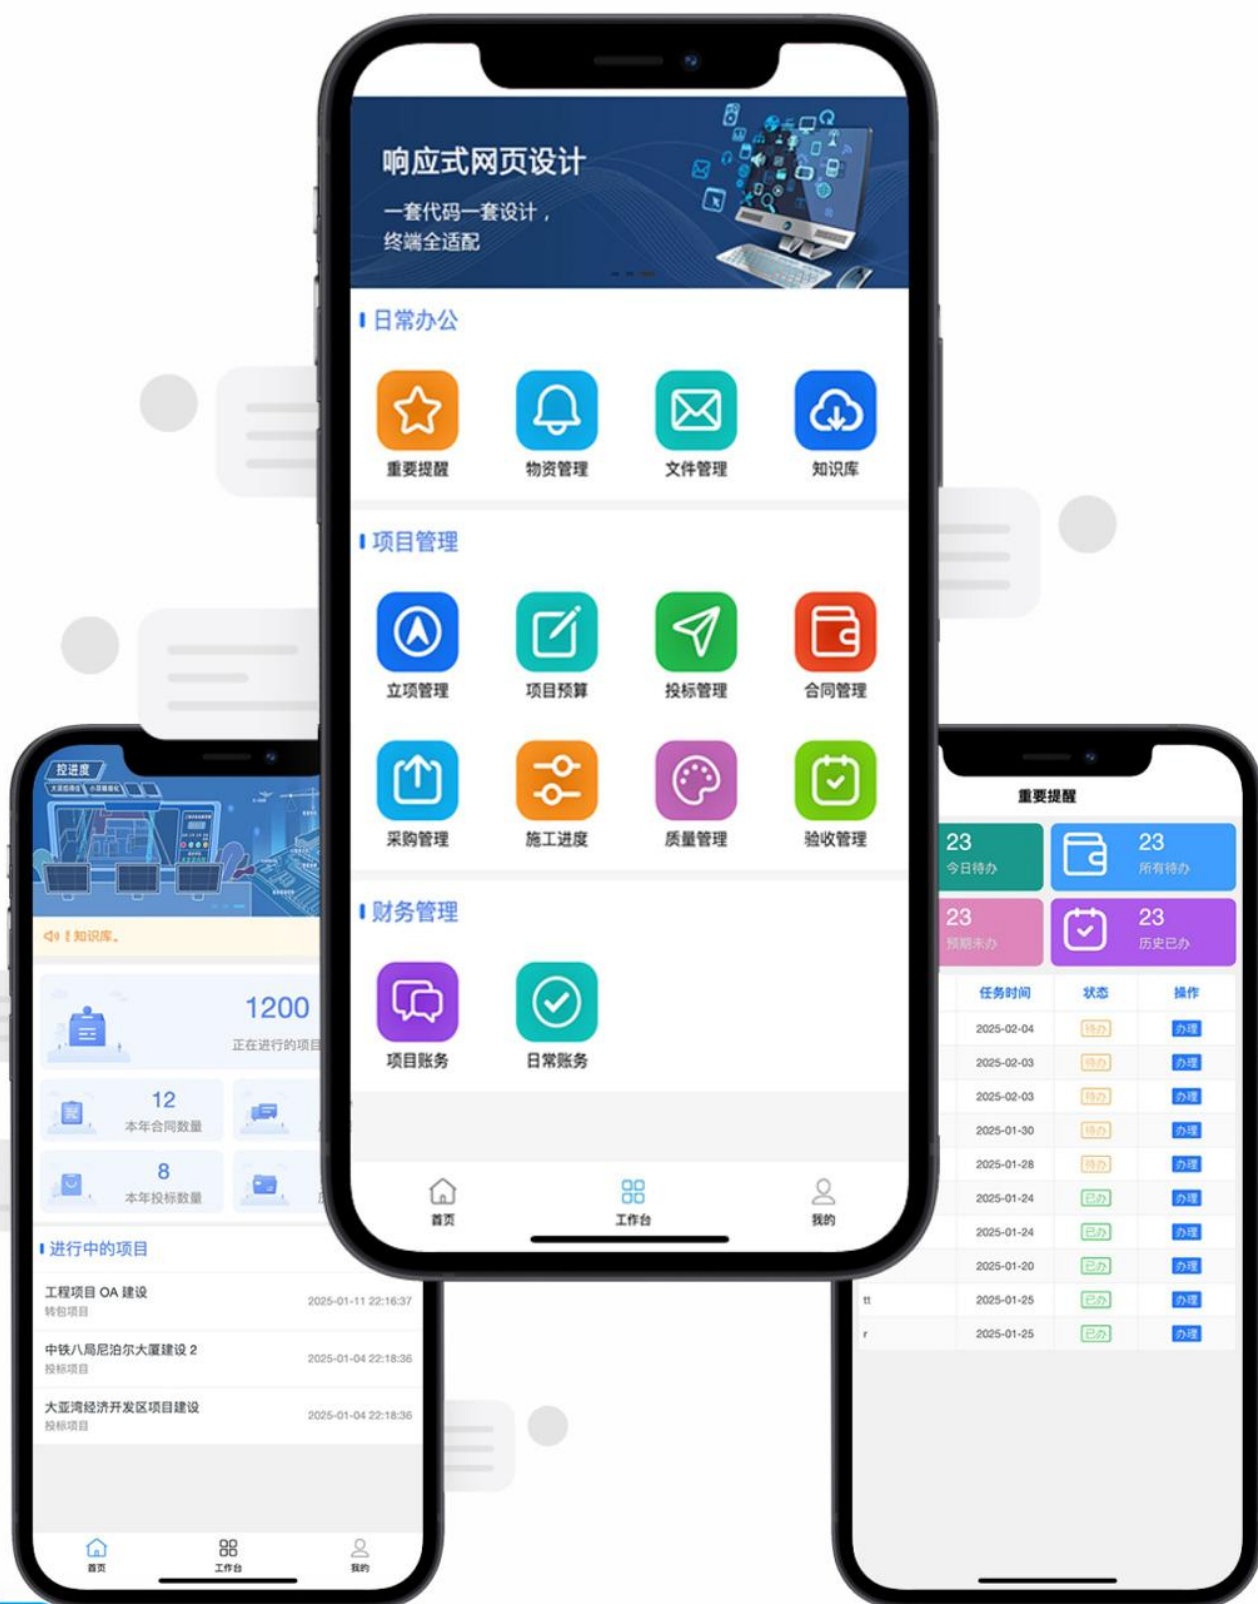 响应式网页设计
一套代码一套设计，
终端全适配
日常办公
重要提醒
物资管理
文件管理
知识库
项目管理
立项管理
项目预算
投标管理
合同管理
采购管理
施工进度
质量管理
验收管理
财务管理
项目账务
日常账务
首页
工作台
我的
控进度
知识库。
1200
正在进行的项目
12
本年合同数量
8
本年投标数量
进行中的项目
工程项目 OA 建设
转包项目
2025-01-11 22:16:37
中铁八局尼泊尔大厦建设 2
投标项目
2025-01-04 22:18:36
大亚湾经济开发区项目建设
投标项目
2025-01-04 22:18:36
首页
工作台
我的
重要提醒
23
今日待办
23
所有待办
23
预期未办
23
历史已办
任务时间 状态 操作
2025-02-04 待办 办理
2025-02-03 待办 办理
2025-02-03 待办 办理
2025-01-30 待办 办理
2025-01-28 待办 办理
2025-01-24 已办 办理
2025-01-24 已办 办理
2025-01-20 已办 办理
tt 2025-01-25 已办 办理
r 2025-01-25 已办 办理